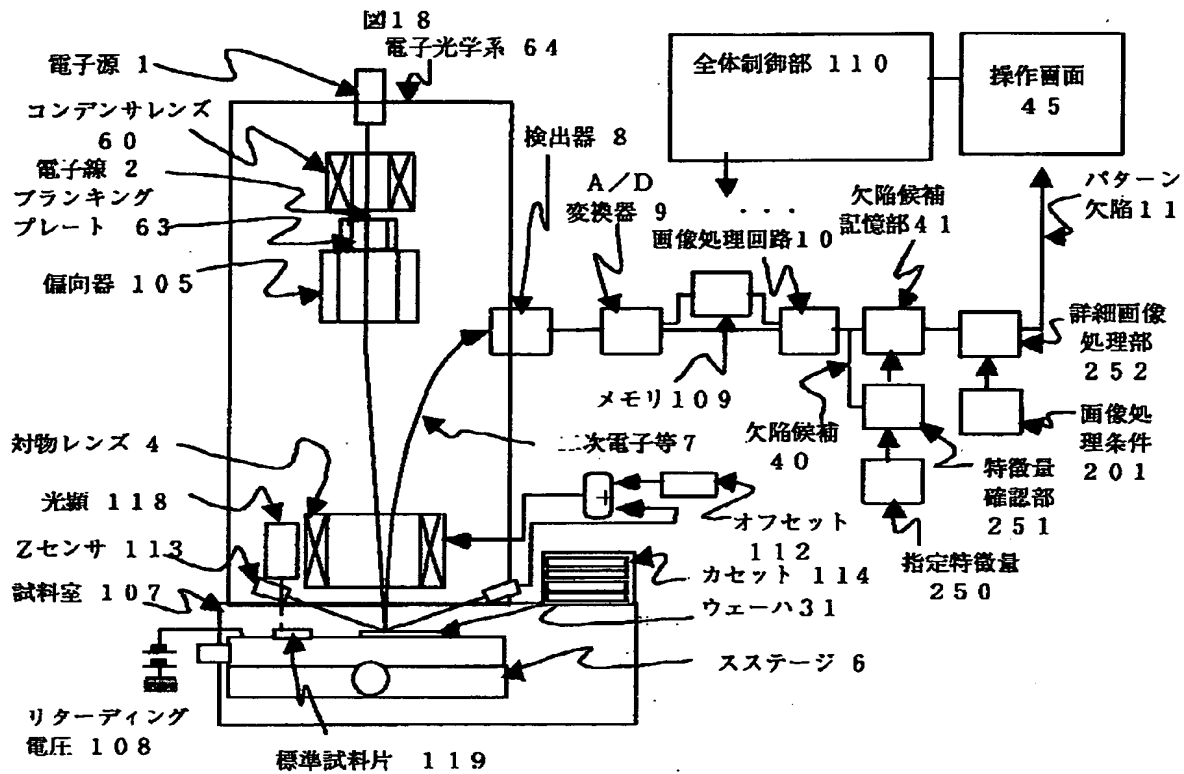 図18
電子光学系 64
電子源 1
コンデンサレンズ
60
電子線 2
ブランキング
プレート 63
偏向器 105
検出器 8
A/D
変換器 9
全体制御部 110
操作画面
45
・・・
画像処理回路10
欠陥候補
記憶部41
パターン
欠陥11
詳細画像
処理部
252
画像処
理条件
201
メモリ109
欠陥候補
40
特徴量
確認部
251
指定特徴量
250
二次電子等7
対物レンズ 4
光顕 118
Zセンサ 113
試料室 107
+
オフセット
112
カセット 114
ウェーハ31
スステージ 6
リターディング
電圧 108
標準試料片 119